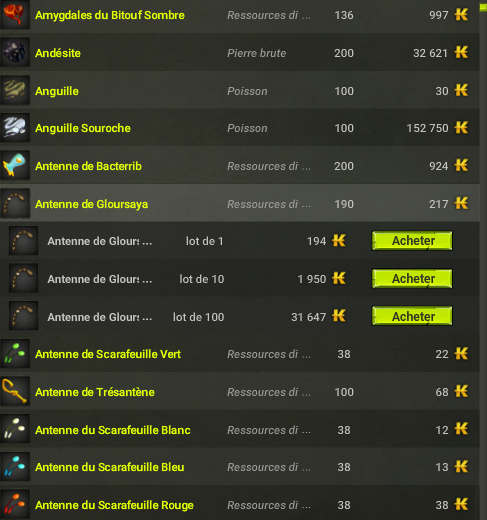 Amygdales du Bitouf Sombre Ressources di ... 136 997
Andésite Pierre brute 200 32 621
Anguille Poisson 100 30
Anguille Souroche Poisson 100 152 750
Antenne de Bacterrib Ressources di ... 200 924
Antenne de Gloursaya Ressources di ... 190 217
Antenne de Glours ... lot de 1 194 Acheter
Antenne de Glours ... lot de 10 1 950 Acheter
Antenne de Glours ... lot de 100 31 647 Acheter
Antenne de Scarafeuille Vert Ressources di ... 38 22
Antenne de Trésantène Ressources di ... 100 68
Antenne du Scarafeuille Blanc Ressources di ... 38 12
Antenne du Scarafeuille Bleu Ressources di ... 38 13
Antenne du Scarafeuille Rouge Ressources di ... 38 38